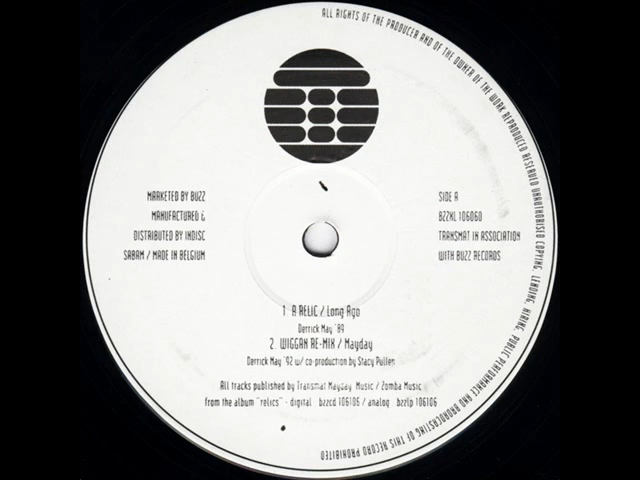 ALL RIGHTS OF THE PRODUCER AND OF THE OWNER OF THE WORK REPRODUCED RESERVED UNAUTHORISED COPYING, LENDING, HIRING, PUBLIC PERFORMANCE AND BROADCASTING OF THIS RECORD PROHIBITED
MARKETED BY BUZZ
MANUFACTURED &
DISTRIBUTED BY INDISC
SABAM / MADE IN BELGIUM
SIDE A
BZZKL 106060
TRANSMAT IN ASSOCIATION
WITH BUZZ RECORDS
1. A RELIC / Long Ago
Derrick May '89
2. WIGGAN RE-MIX / Mayday
Derrick May '92 w/ co-production by Stacy Pullen
All tracks published by Transmat Mayday Music / Zomba Music
from the album "relics" - digital bzzcd 106106 / analog bzzlp 106106